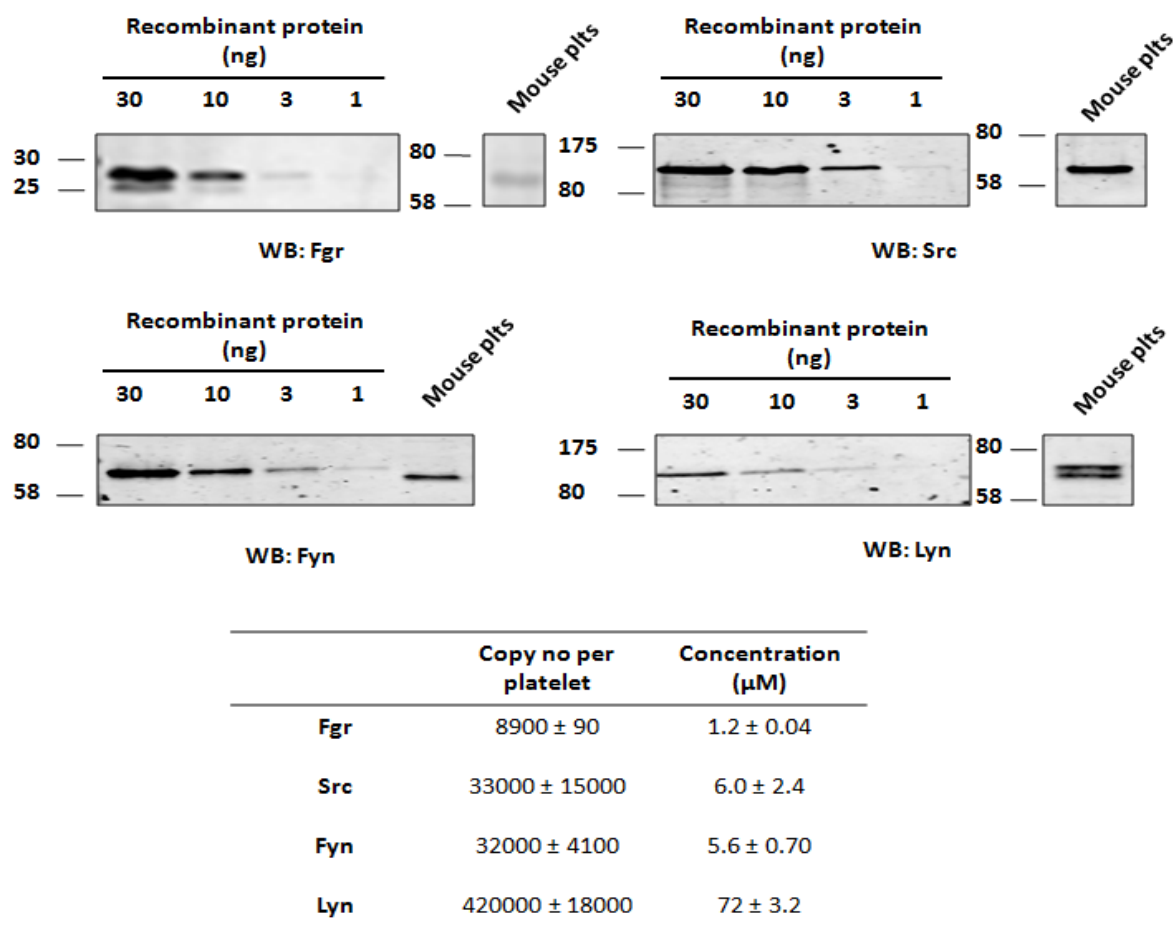 Recombinant protein
(ng)
30 10 3 1
Mouse plts
30
25
80
58
WB: Fgr
Recombinant protein
(ng)
30 10 3 1
Mouse plts
175
80
80
58
WB: Src
Recombinant protein
(ng)
30 10 3 1
Mouse plts
80
58
WB: Fyn
Recombinant protein
(ng)
30 10 3 1
Mouse plts
175
80
80
58
WB: Lyn
Copy no per
platelet
Concentration
(µM)
Fgr 8900 ± 90 1.2 ± 0.04
Src 33000 ± 15000 6.0 ± 2.4
Fyn 32000 ± 4100 5.6 ± 0.70
Lyn 420000 ± 18000 72 ± 3.2